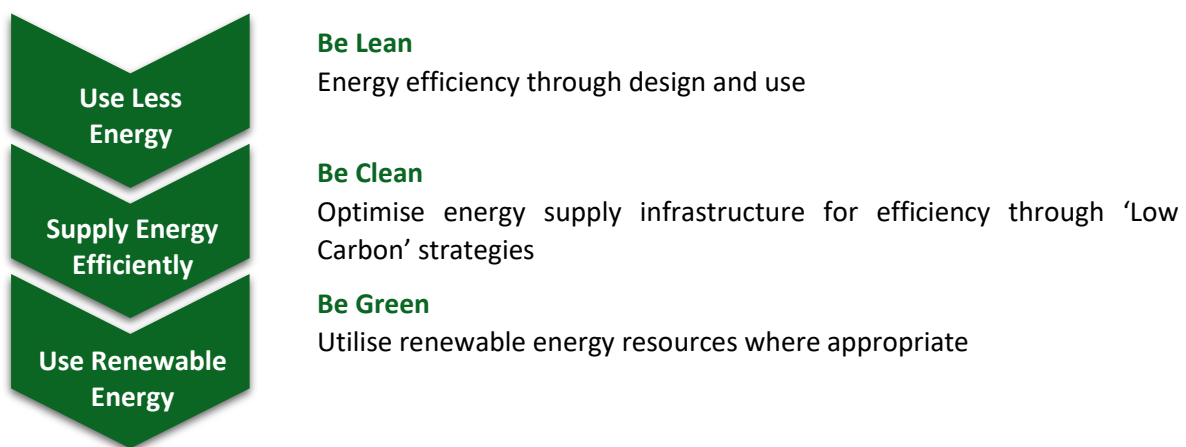 Use Less
Energy
Be Lean
Energy efficiency through design and use
Supply Energy
Efficiently
Be Clean
Optimise energy supply infrastructure for efficiency through ‘Low
Carbon’ strategies
Use Renewable
Energy
Be Green
Utilise renewable energy resources where appropriate